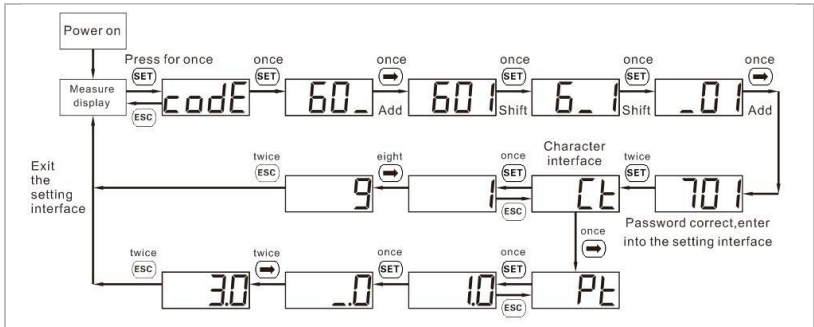 Power on
Press for once
once
once
once
once
once
SET
SET
➡
SET
SET
➡
Measure
display
codE
60_
601
6_1
_01
Add
Shift
Shift
Add
ESC
Exit
the
setting
interface
twice
ESC
eight
➡
once
SET
Character
interface
twice
SET
9
1
Ct
701
ESC
Password correct,enter
into the setting interface
once
➡
twice
ESC
twice
➡
once
SET
once
SET
3.0
_.0
1.0
Pt
ESC